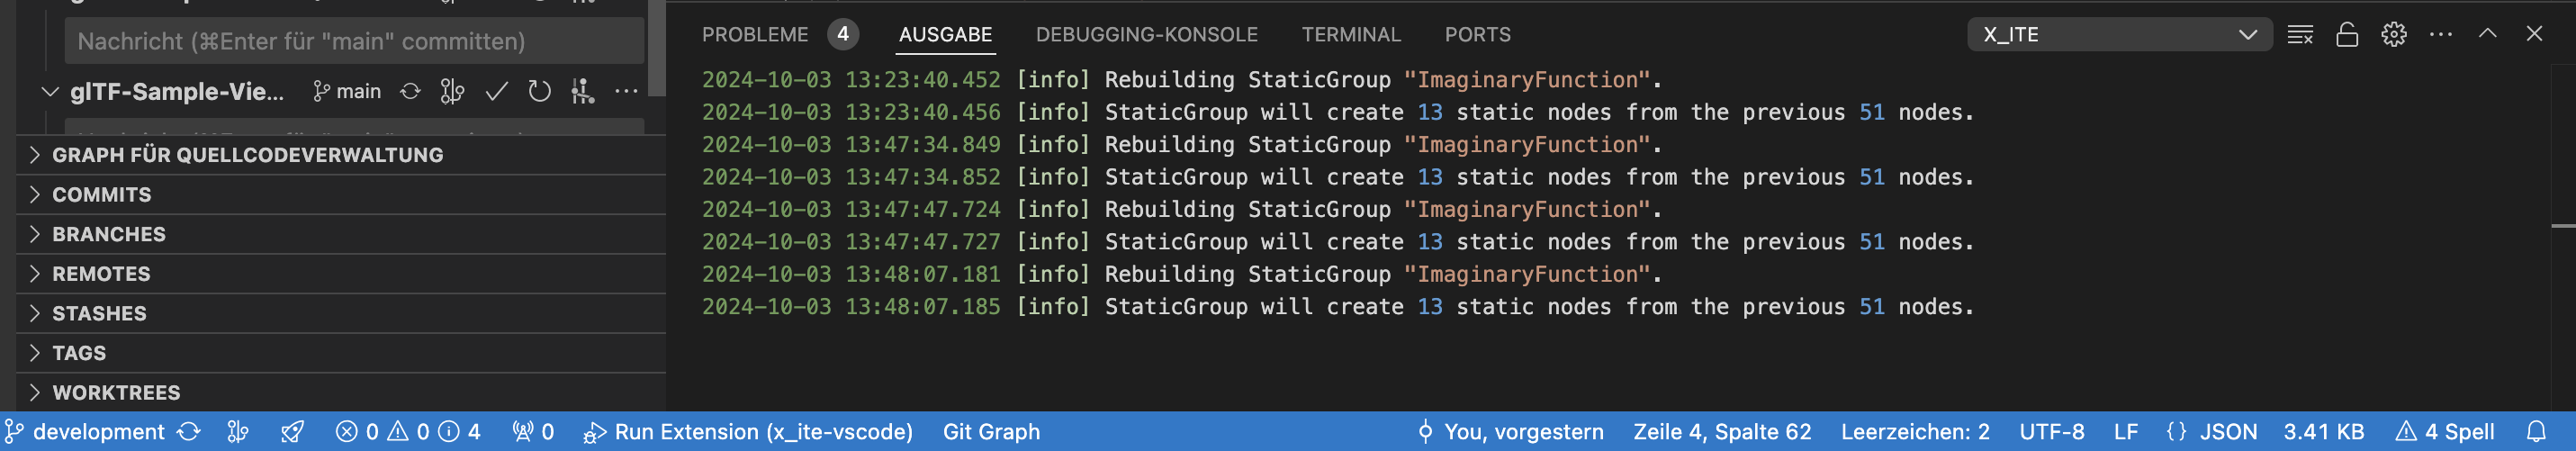 Nachricht (⌘Enter für "main" committen)
glTF-Sample-Vie... main
GRAPH FÜR QUELLCODEVERWALTUNG
COMMITS
BRANCHES
REMOTES
STASHES
TAGS
WORKTREES
PROBLEME 4 AUSGABE DEBUGGING-KONSOLE TERMINAL PORTS X_ITE
2024-10-03 13:23:40.452 [info] Rebuilding StaticGroup "ImaginaryFunction".
2024-10-03 13:23:40.456 [info] StaticGroup will create 13 static nodes from the previous 51 nodes.
2024-10-03 13:47:34.849 [info] Rebuilding StaticGroup "ImaginaryFunction".
2024-10-03 13:47:34.852 [info] StaticGroup will create 13 static nodes from the previous 51 nodes.
2024-10-03 13:47:47.724 [info] Rebuilding StaticGroup "ImaginaryFunction".
2024-10-03 13:47:47.727 [info] StaticGroup will create 13 static nodes from the previous 51 nodes.
2024-10-03 13:48:07.181 [info] Rebuilding StaticGroup "ImaginaryFunction".
2024-10-03 13:48:07.185 [info] StaticGroup will create 13 static nodes from the previous 51 nodes.
development 0 0 4 0 Run Extension (x_ite-vscode) Git Graph You, vorgestern Zeile 4, Spalte 62 Leerzeichen: 2 UTF-8 LF {} JSON 3.41 KB 4 Spell